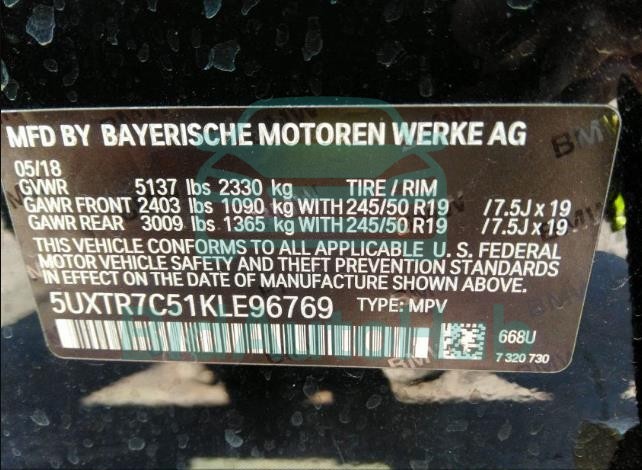 MFD BY BAYERISCHE MOTOREN WERKE AG
05/18
GVWR 5137 lbs 2330 kg TIRE / RIM
GAWR FRONT 2403 lbs 1090 kg WITH 245/50 R19 /7.5J x 19
GAWR REAR 3009 lbs 1365 kg WITH 245/50 R19 /7.5J x 19
THIS VEHICLE CONFORMS TO ALL APPLICABLE U. S. FEDERAL
MOTOR VEHICLE SAFETY AND THEFT PREVENTION STANDARDS
IN EFFECT ON THE DATE OF MANUFACTURE SHOWN ABOVE.
5UXTR7C51KLE96769 TYPE: MPV
668U
7 320 730
BMW